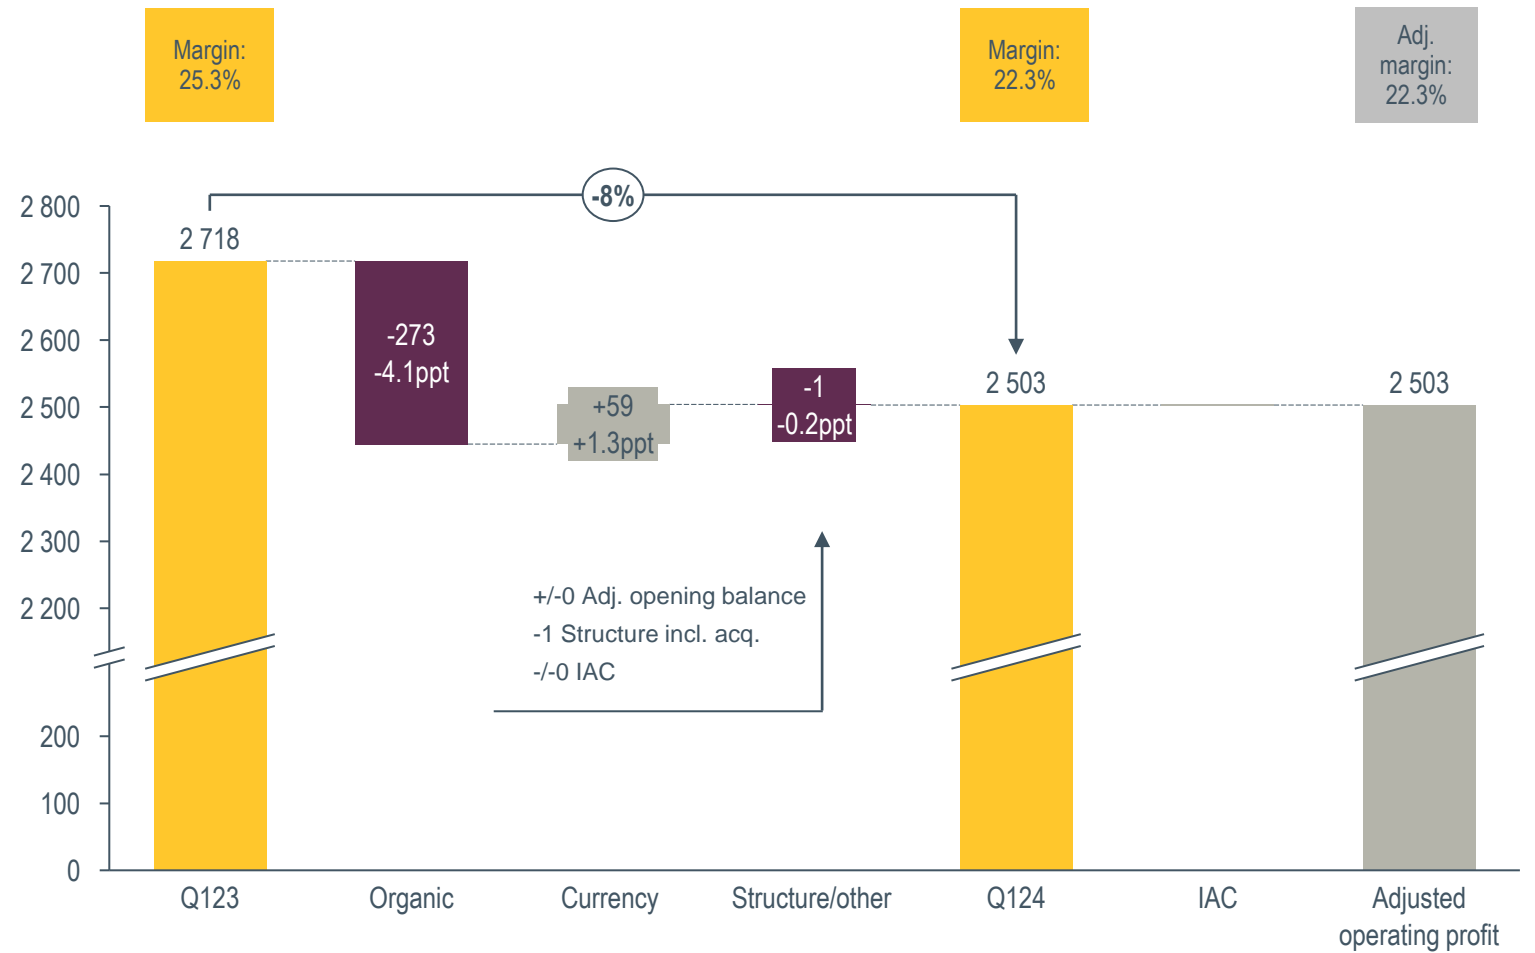 Margin:
25.3%
Margin:
22.3%
Adj.
margin:
22.3%
-8%
2 800
2 700
2 600
2 500
2 400
2 300
2 200
200
100
0
2 718
-273
-4.1ppt
+59
+1.3ppt
-1
-0.2ppt
2 503
2 503
+/-0 Adj. opening balance
-1 Structure incl. acq.
-/-0 IAC
Q123
Organic
Currency
Structure/other
Q124
IAC
Adjusted
operating profit